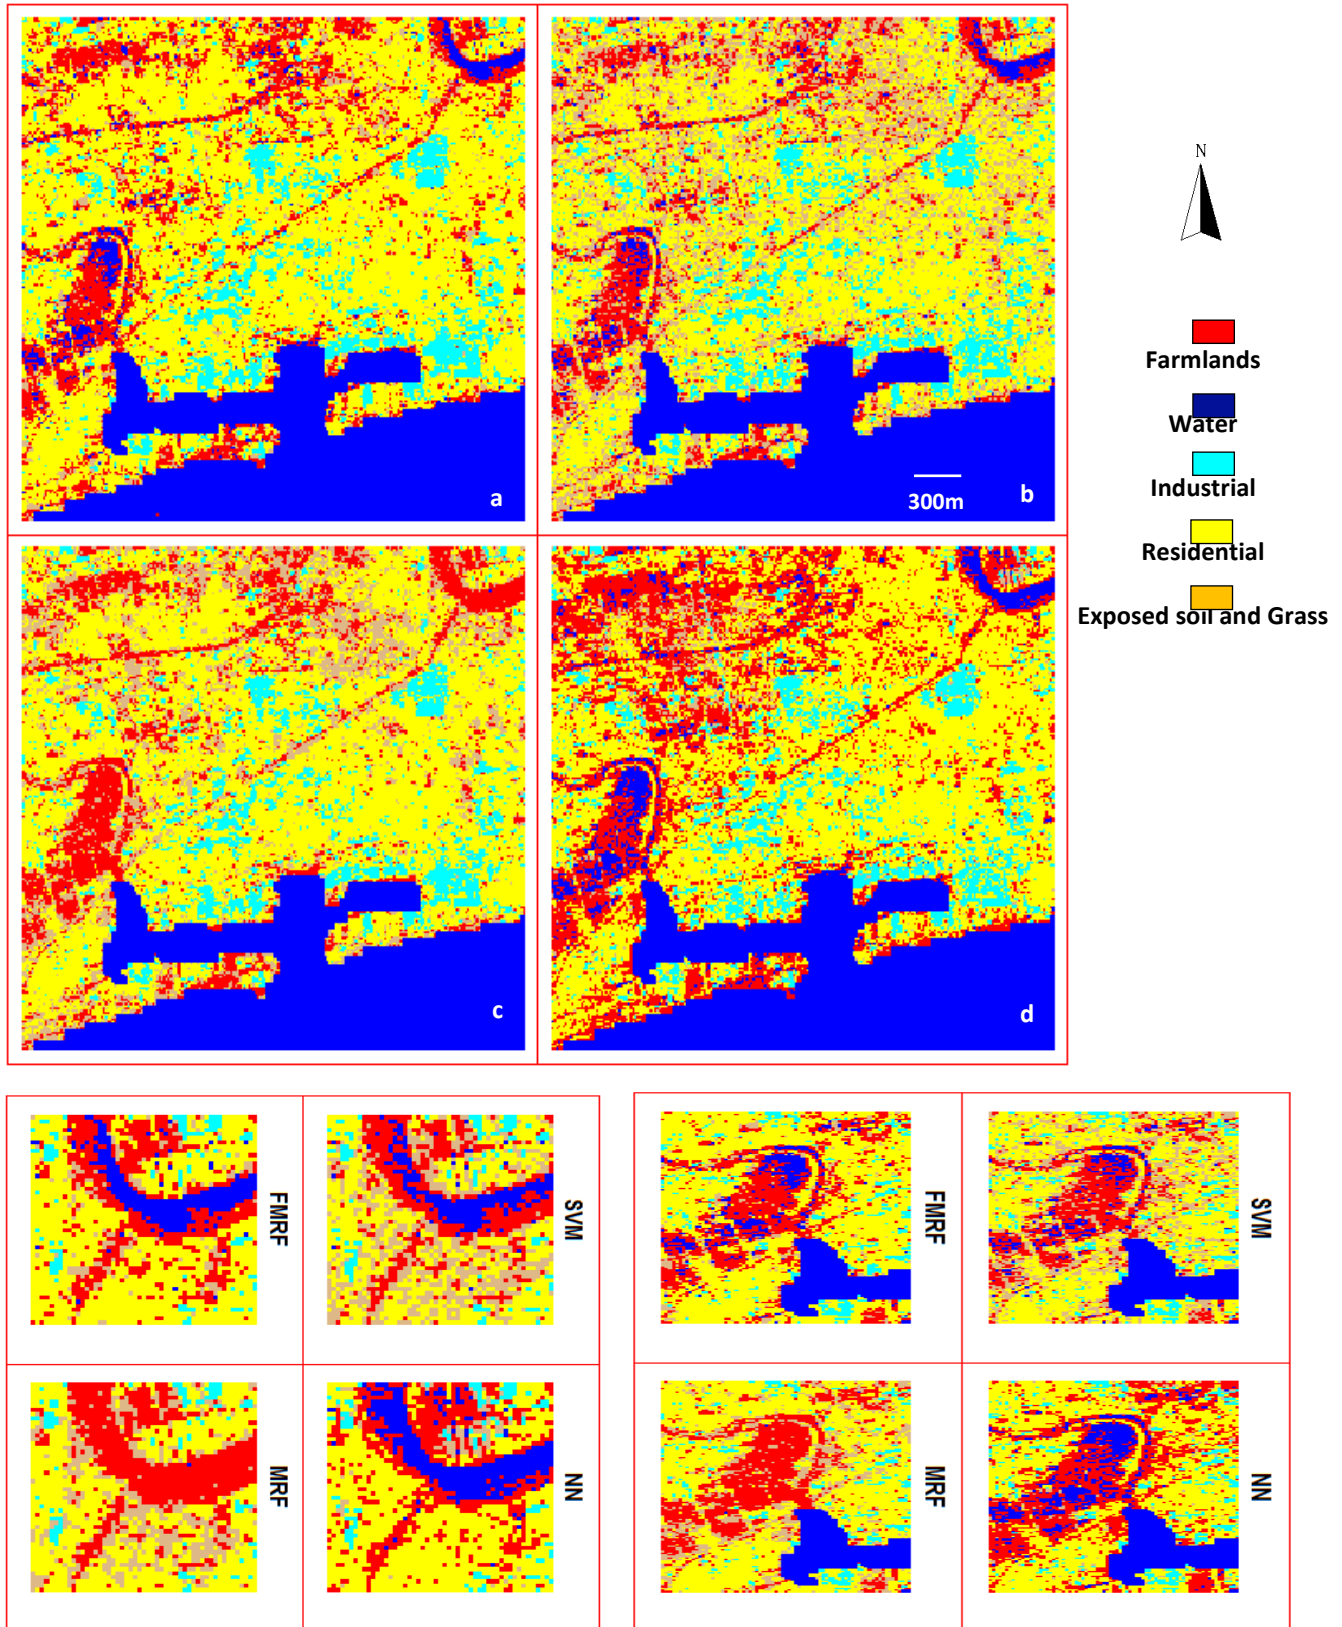 N
Farmlands
Water
Industrial
Residential
Exposed soil and Grass
a
b
300m
c
d
FMRF
SVM
MRF
NN
FMRF
SVM
MRF
NN